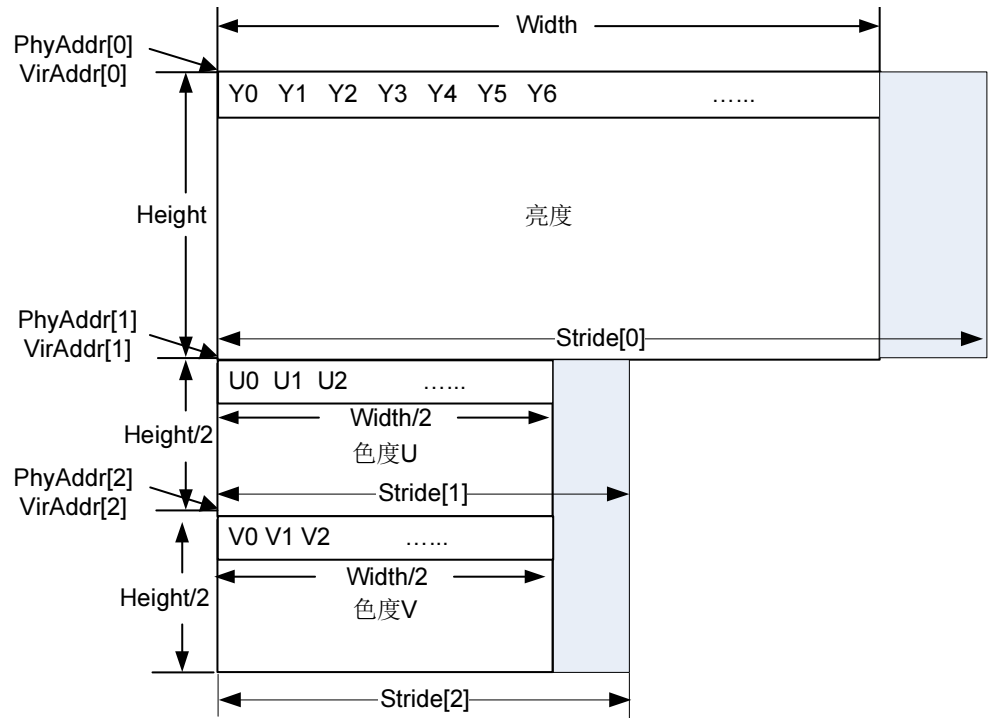 Width
PhyAddr[0]
VirAddr[0]
Y0 Y1 Y2 Y3 Y4 Y5 Y6 …...
Height
亮度
PhyAddr[1]
VirAddr[1]
Stride[0]
U0 U1 U2 …...
Width/2
Height/2
色度U
PhyAddr[2]
VirAddr[2]
Stride[1]
V0 V1 V2 …...
Width/2
Height/2
色度V
Stride[2]